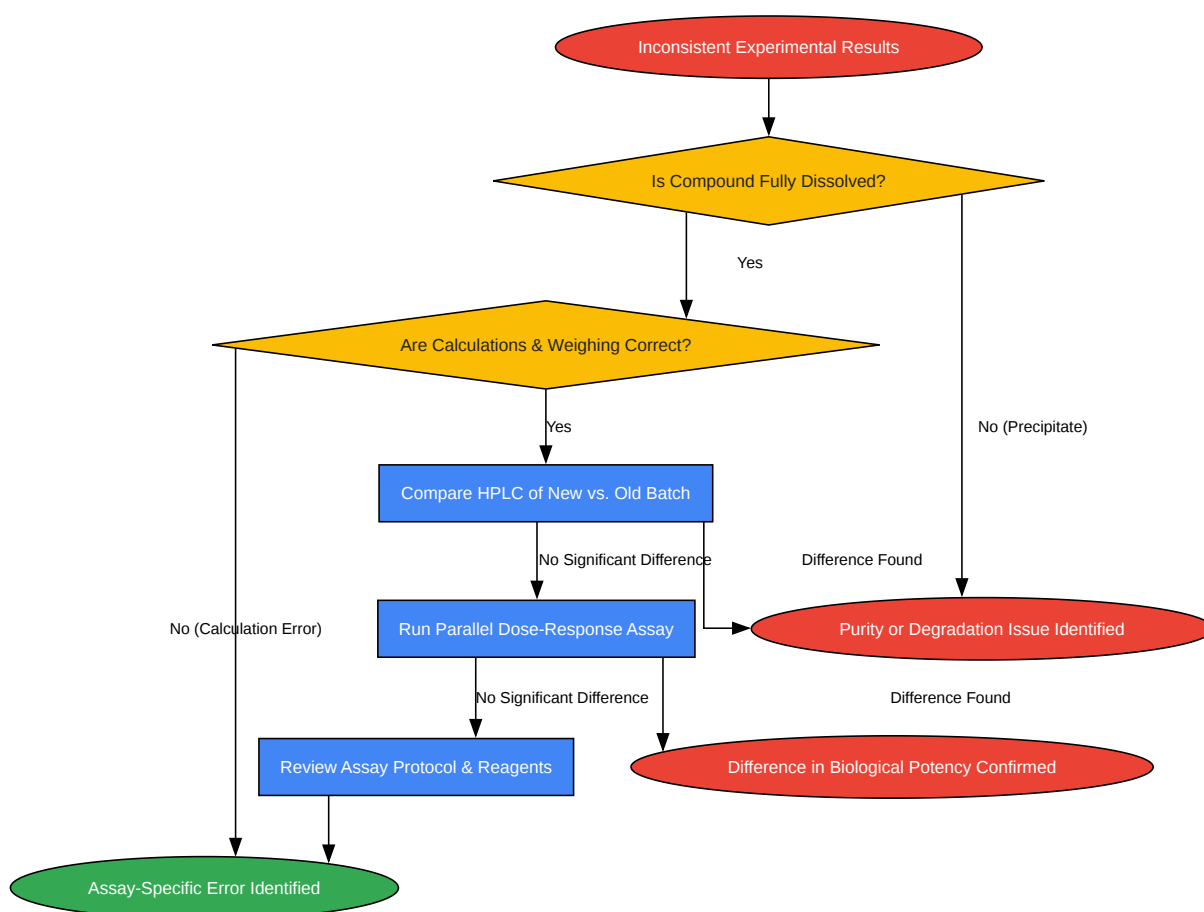 Inconsistent Experimental Results
Is Compound Fully Dissolved?
Yes
Are Calculations & Weighing Correct?
Yes
No (Precipitate)
Compare HPLC of New vs. Old Batch
No Significant Difference
Difference Found
No (Calculation Error)
Run Parallel Dose-Response Assay
Purity or Degradation Issue Identified
No Significant Difference
Difference Found
Review Assay Protocol & Reagents
Difference in Biological Potency Confirmed
Assay-Specific Error Identified